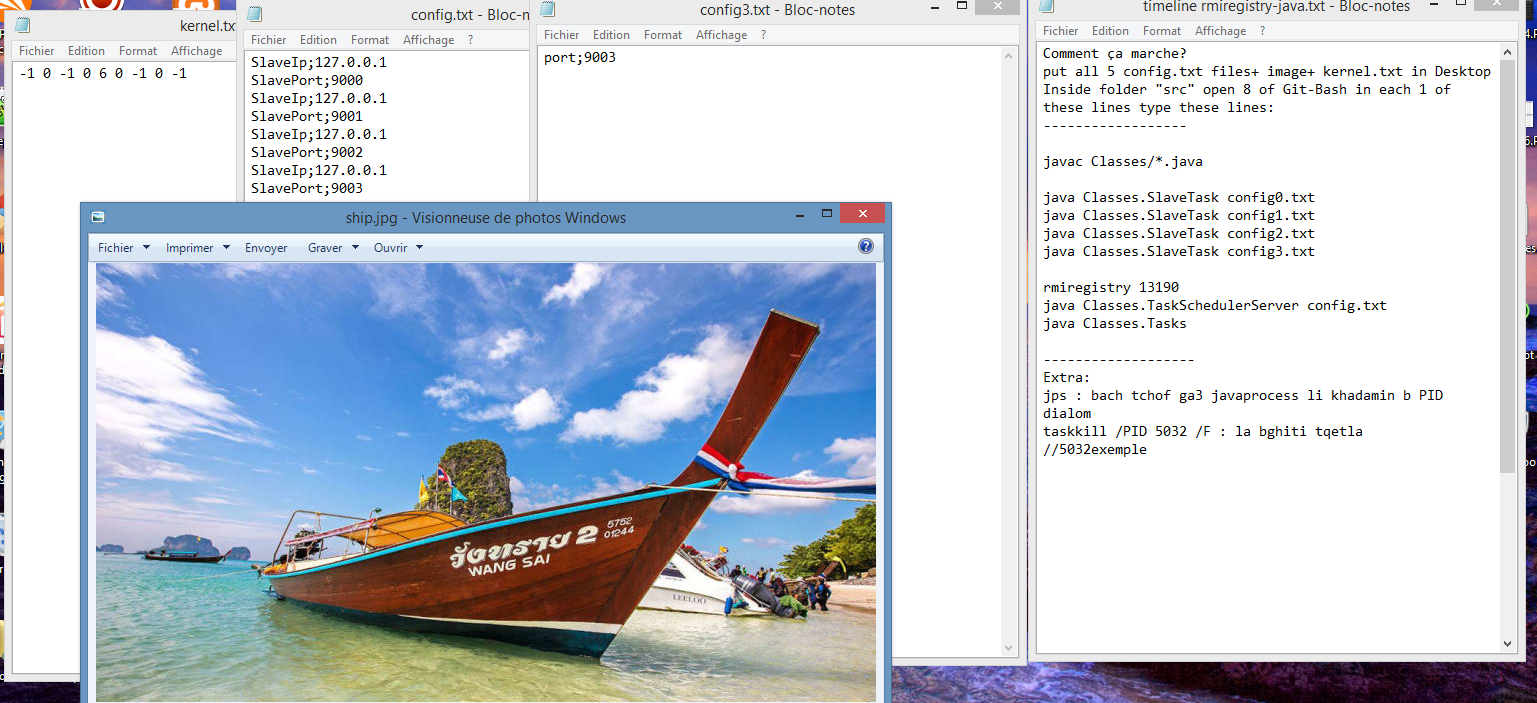 kernel.tx
Fichier Edition Format Affichage
-1 0 -1 0 6 0 -1 0 -1
config.txt - Bloc-n
Fichier Edition Format Affichage ?
SlaveIp;127.0.0.1
SlavePort;9000
SlaveIp;127.0.0.1
SlavePort;9001
SlaveIp;127.0.0.1
SlavePort;9002
SlaveIp;127.0.0.1
SlavePort;9003
config3.txt - Bloc-notes
Fichier Edition Format Affichage ?
port;9003
ship.jpg - Visionneuse de photos Windows
Fichier Imprimer Envoyer Graver Ouvrir
วังทราย 2 5752
01244
WANG SAI
LEELOO
timeline rmiregistry-java.txt - Bloc-notes
Fichier Edition Format Affichage ?
Comment ça marche?
put all 5 config.txt files+ image+ kernel.txt in Desktop
Inside folder "src" open 8 of Git-Bash in each 1 of
these lines type these lines:
------------------
javac Classes/*.java
java Classes.SlaveTask config0.txt
java Classes.SlaveTask config1.txt
java Classes.SlaveTask config2.txt
java Classes.SlaveTask config3.txt
rmiregistry 13190
java Classes.TaskSchedulerServer config.txt
java Classes.Tasks
-------------------
Extra:
jps : bach tchof ga3 javaprocess li khadamin b PID
dialom
taskkill /PID 5032 /F : la bghiti tqetla
//5032exemple